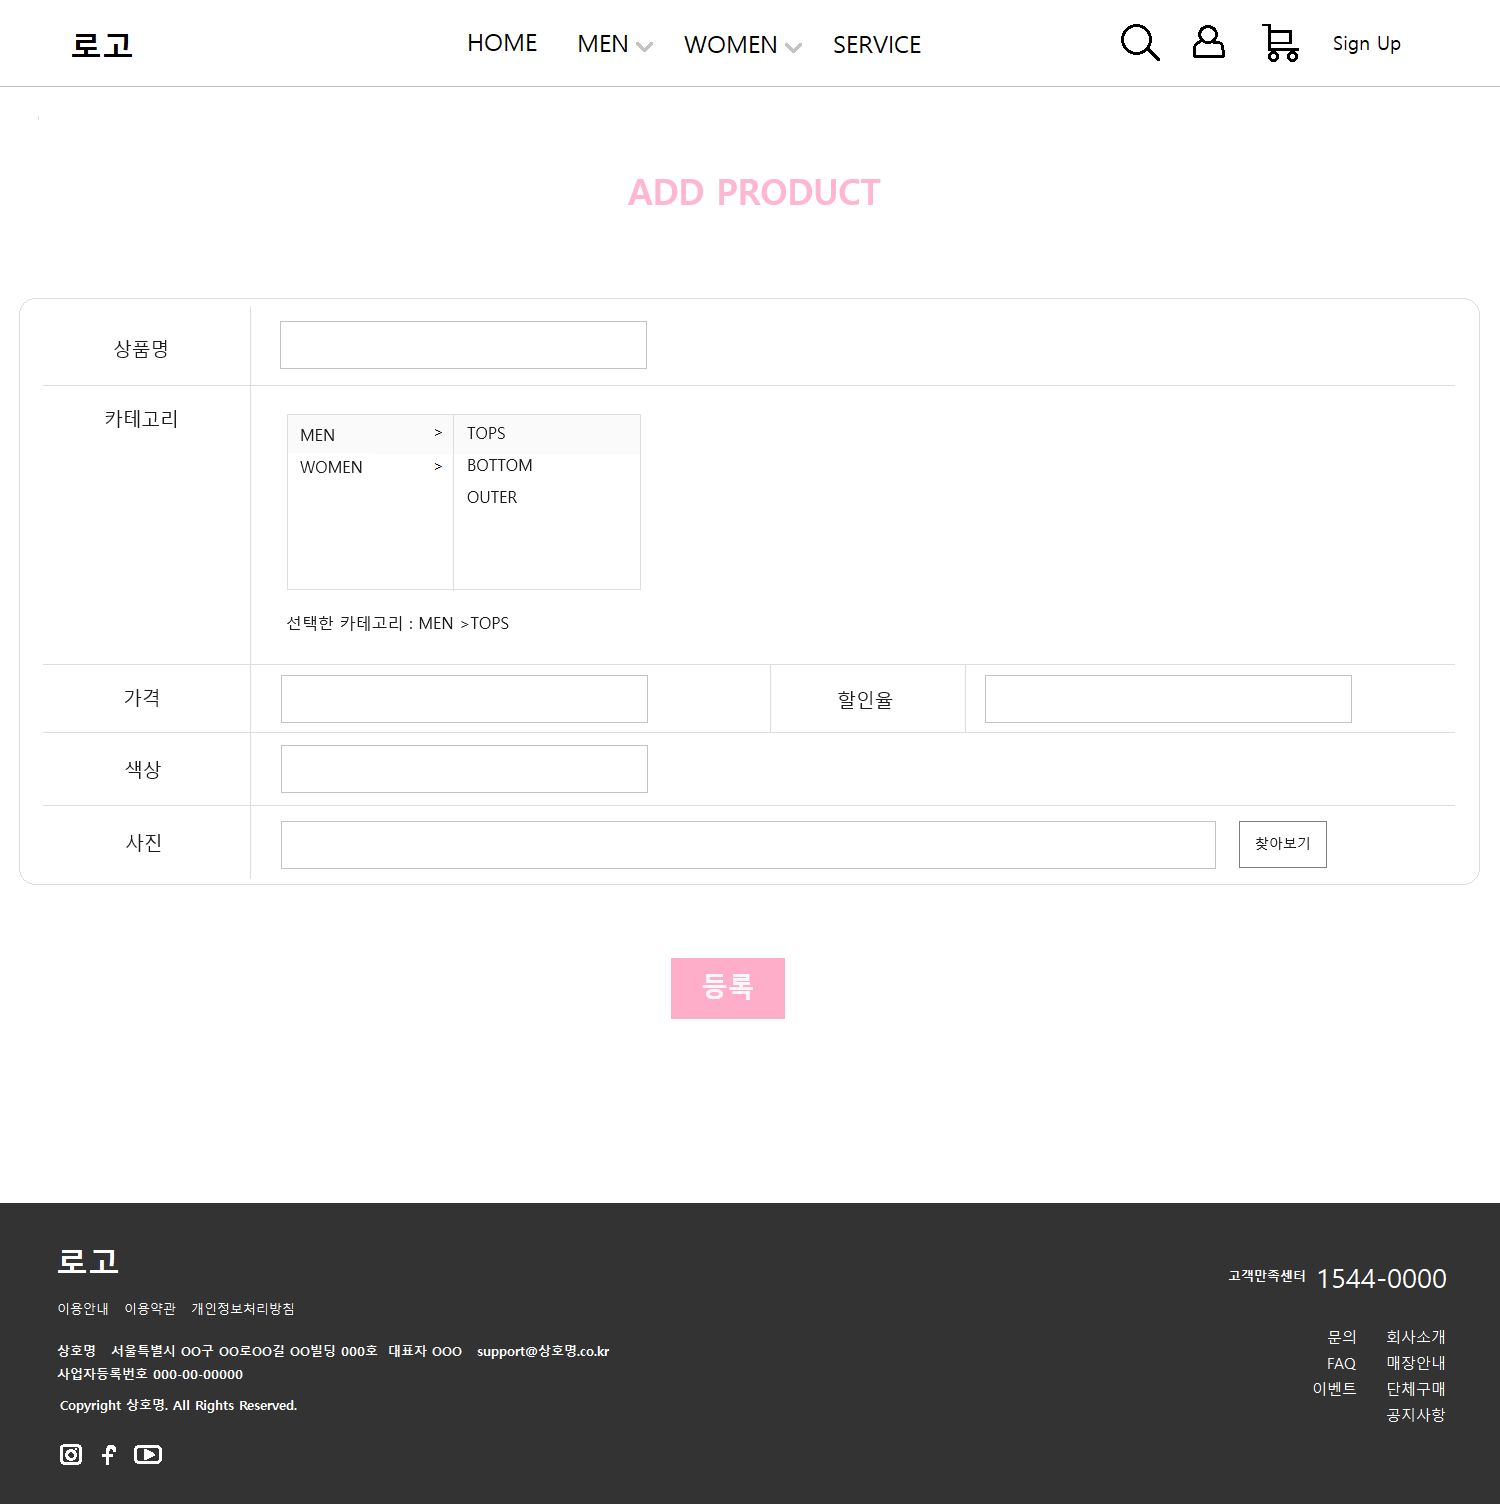 로고 HOME MEN WOMEN SERVICE Sign Up
ADD PRODUCT
상품명
카테고리
MEN > TOPS
WOMEN > BOTTOM
OUTER
선택한 카테고리 : MEN >TOPS
가격 할인율
색상
사진 찾아보기
등록
로고
고객만족센터 1544-0000
이용안내 이용약관 개인정보처리방침
문의 회사소개
상호명 서울특별시 OO구 OO로OO길 OO빌딩 000호 대표자 OOO support@상호명.co.kr
FAQ 매장안내
사업자등록번호 000-00-00000
이벤트 단체구매
Copyright 상호명. All Rights Reserved.
공지사항